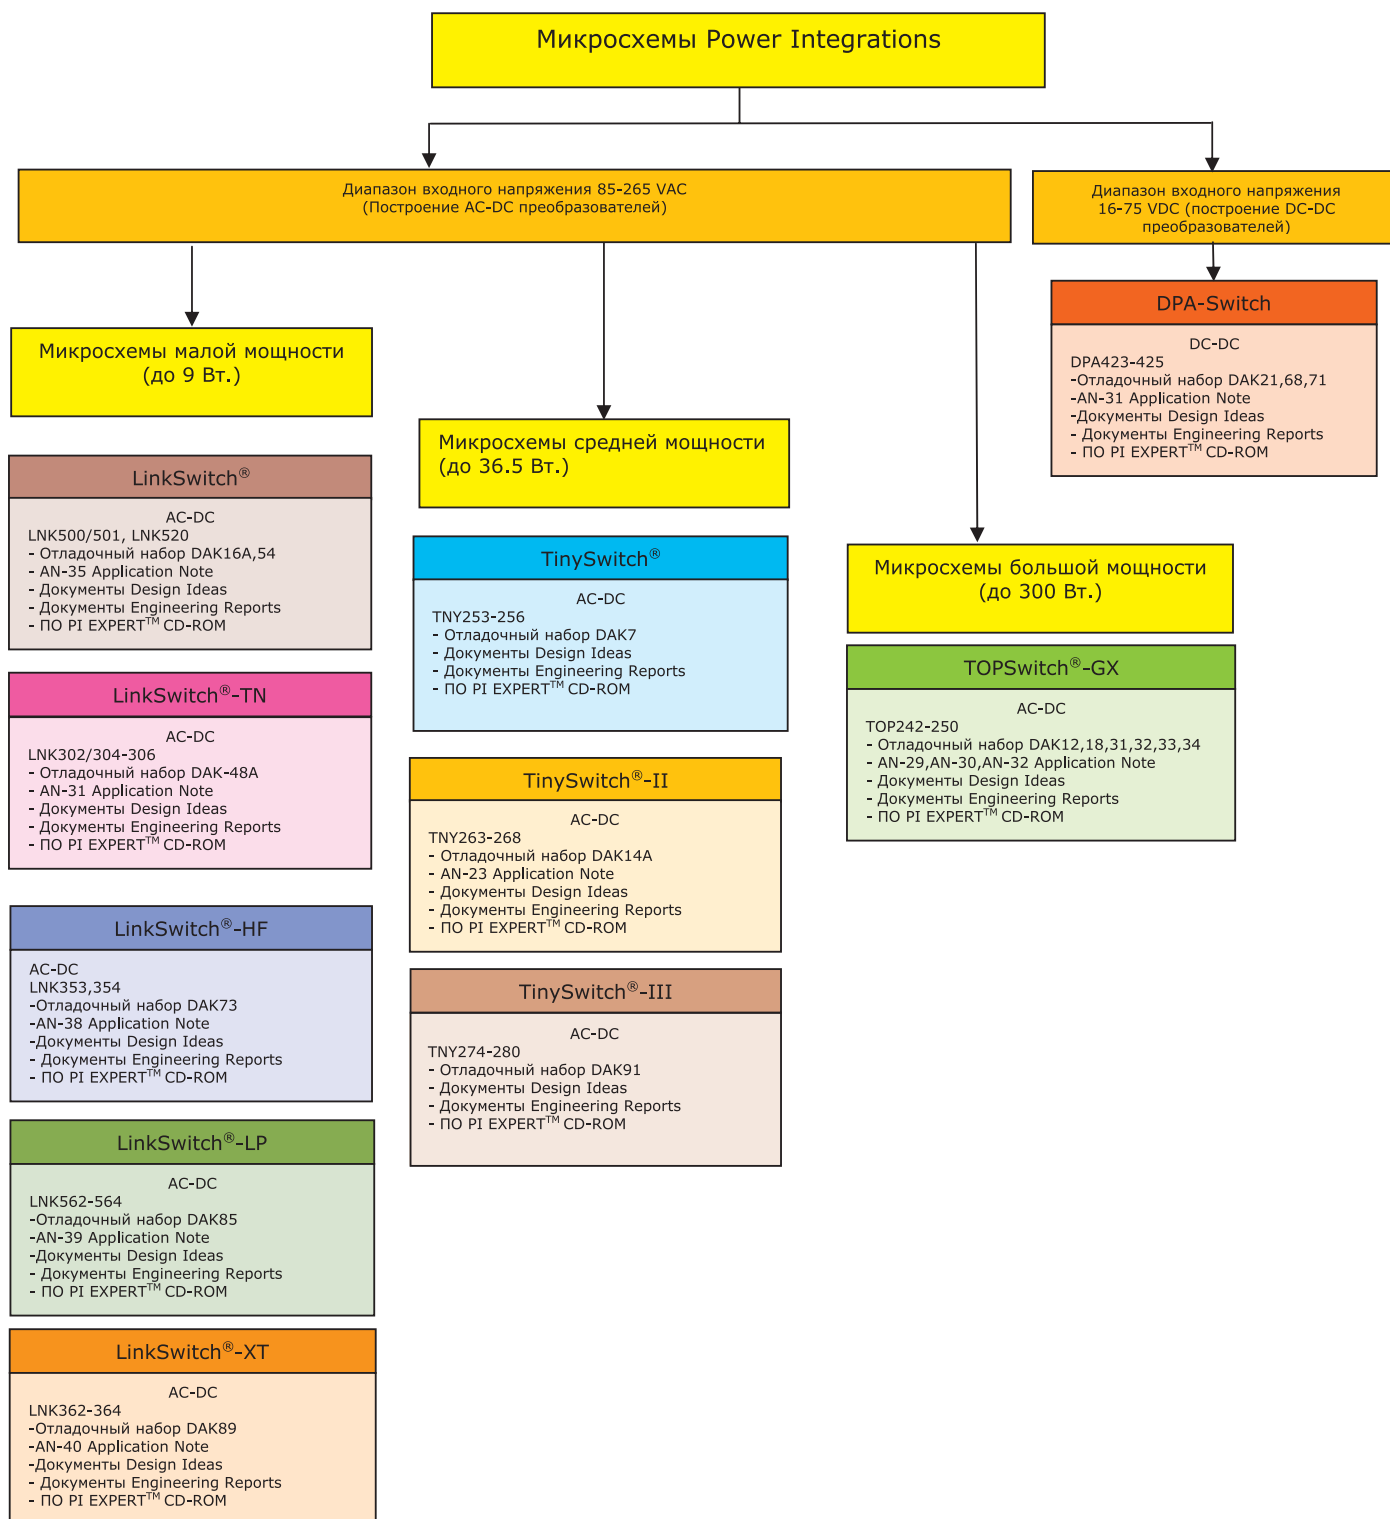 Микросхемы Power Integrations
Диапазон входного напряжения 85-265 VAC
(Построение AC-DC преобразователей)
Диапазон входного напряжения
16-75 VDC (построение DC-DC
преобразователей)
DPA-Switch
DC-DC
DPA423-425
-Отладочный набор DAK21,68,71
-AN-31 Application Note
-Документы Design Ideas
- Документы Engineering Reports
- ПО PI EXPERT™ CD-ROM
Микросхемы малой мощности
(до 9 Вт.)
LinkSwitch®
AC-DC
LNK500/501, LNK520
- Отладочный набор DAK16A,54
- AN-35 Application Note
- Документы Design Ideas
- Документы Engineering Reports
- ПО PI EXPERT™ CD-ROM
LinkSwitch®-TN
AC-DC
LNK302/304-306
- Отладочный набор DAK-48A
- AN-31 Application Note
- Документы Design Ideas
- Документы Engineering Reports
- ПО PI EXPERT™ CD-ROM
LinkSwitch®-HF
AC-DC
LNK353,354
-Отладочный набор DAK73
-AN-38 Application Note
-Документы Design Ideas
- Документы Engineering Reports
- ПО PI EXPERT™ CD-ROM
LinkSwitch®-LP
AC-DC
LNK562-564
-Отладочный набор DAK85
-AN-39 Application Note
-Документы Design Ideas
- Документы Engineering Reports
- ПО PI EXPERT™ CD-ROM
LinkSwitch®-XT
AC-DC
LNK362-364
-Отладочный набор DAK89
-AN-40 Application Note
-Документы Design Ideas
- Документы Engineering Reports
- ПО PI EXPERT™ CD-ROM
Микросхемы средней мощности
(до 36.5 Вт.)
TinySwitch®
AC-DC
TNY253-256
- Отладочный набор DAK7
- Документы Design Ideas
- Документы Engineering Reports
- ПО PI EXPERT™ CD-ROM
TinySwitch®-II
AC-DC
TNY263-268
- Отладочный набор DAK14A
- AN-23 Application Note
- Документы Design Ideas
- Документы Engineering Reports
- ПО PI EXPERT™ CD-ROM
TinySwitch®-III
AC-DC
TNY274-280
- Отладочный набор DAK91
- Документы Design Ideas
- Документы Engineering Reports
- ПО PI EXPERT™ CD-ROM
Микросхемы большой мощности
(до 300 Вт.)
TOPSwitch®-GX
AC-DC
TOP242-250
- Отладочный набор DAK12,18,31,32,33,34
- AN-29,AN-30,AN-32 Application Note
- Документы Design Ideas
- Документы Engineering Reports
- ПО PI EXPERT™ CD-ROM